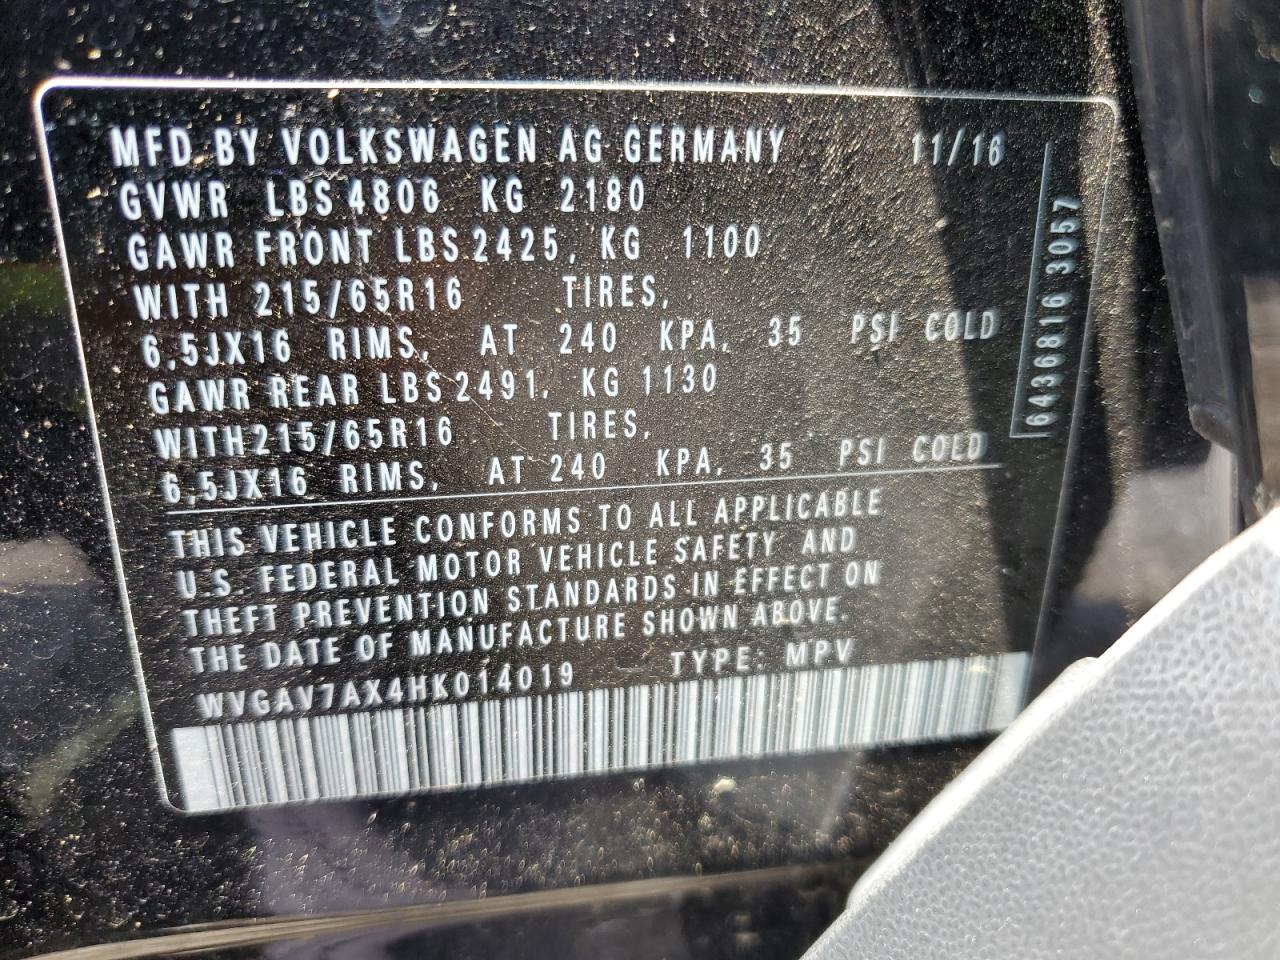 MFD BY VOLKSWAGEN AG GERMANY 11/16
GVWR LBS 4806 KG 2180
GAWR FRONT LBS 2425, KG 1100
WITH 215/65R16 TIRES,
6,5JX16 RIMS, AT 240 KPA, 35 PSI COLD
GAWR REAR LBS 2491, KG 1130
WITH 215/65R16 TIRES,
6,5JX16 RIMS, AT 240 KPA, 35 PSI COLD
6436816 3057
THIS VEHICLE CONFORMS TO ALL APPLICABLE
U.S. FEDERAL MOTOR VEHICLE SAFETY AND
THEFT PREVENTION STANDARDS IN EFFECT ON
THE DATE OF MANUFACTURE SHOWN ABOVE.
WVGAV7AX4HK014019 TYPE: MPV